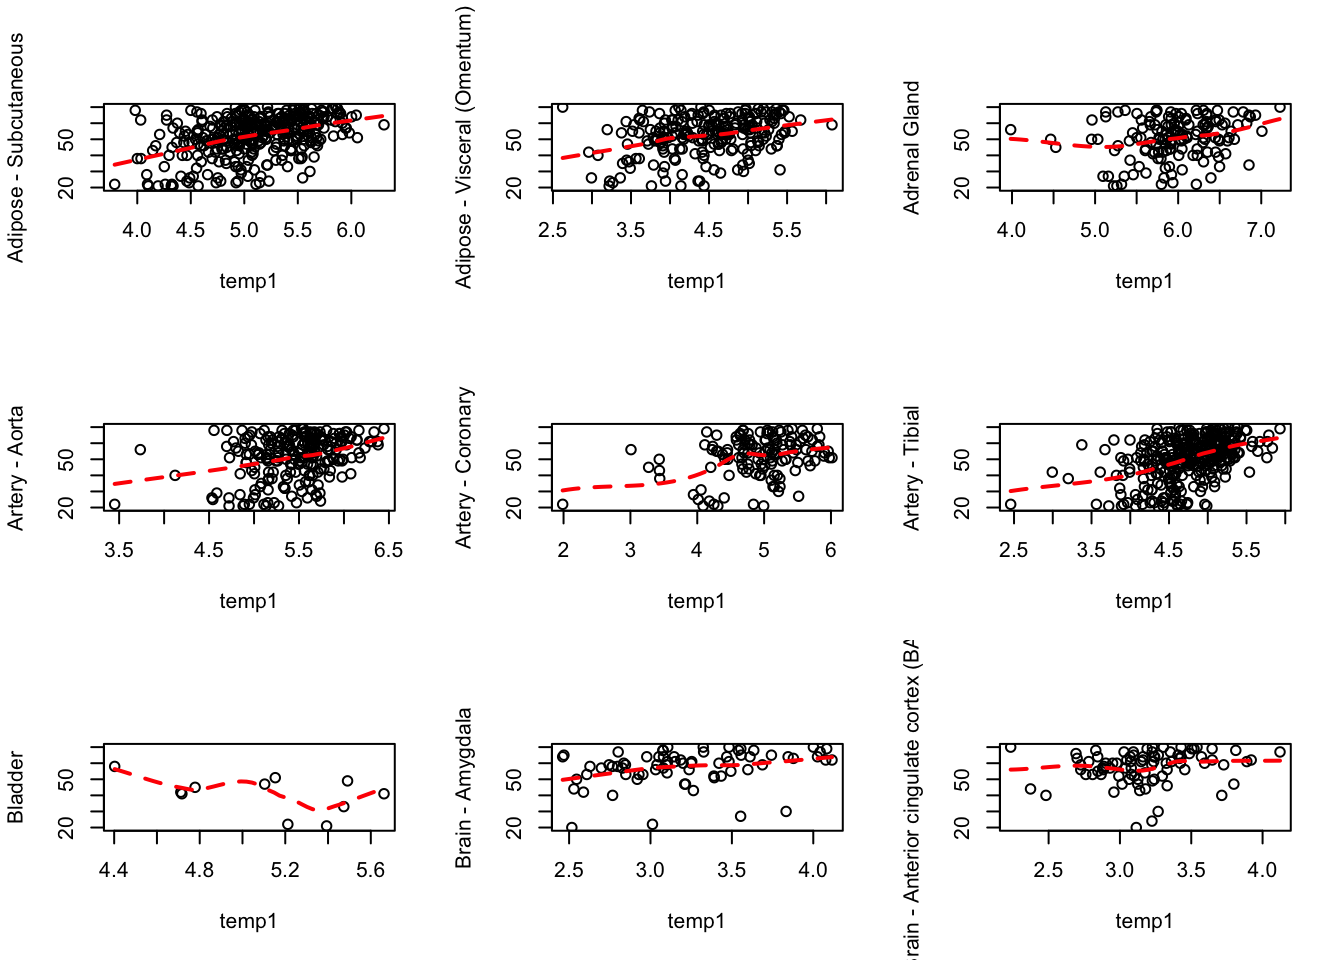 Adipose - Subcutaneous
20 50
4.0 4.5 5.0 5.5 6.0
temp1
Adipose - Visceral (Omentum)
2.5 3.5 4.5 5.5
temp1
Adrenal Gland
20 50
4.0 5.0 6.0 7.0
temp1
Artery - Aorta
20 50
3.5 4.5 5.5 6.5
temp1
Artery - Coronary
20 50
2 3 4 5 6
temp1
Artery - Tibial
20 50
2.5 3.5 4.5 5.5
temp1
Bladder
20 50
4.4 4.8 5.2 5.6
temp1
Brain - Amygdala
20 50
2.5 3.0 3.5 4.0
temp1
rain - Anterior cingulate cortex (BA
20 50
2.5 3.0 3.5 4.0
temp1